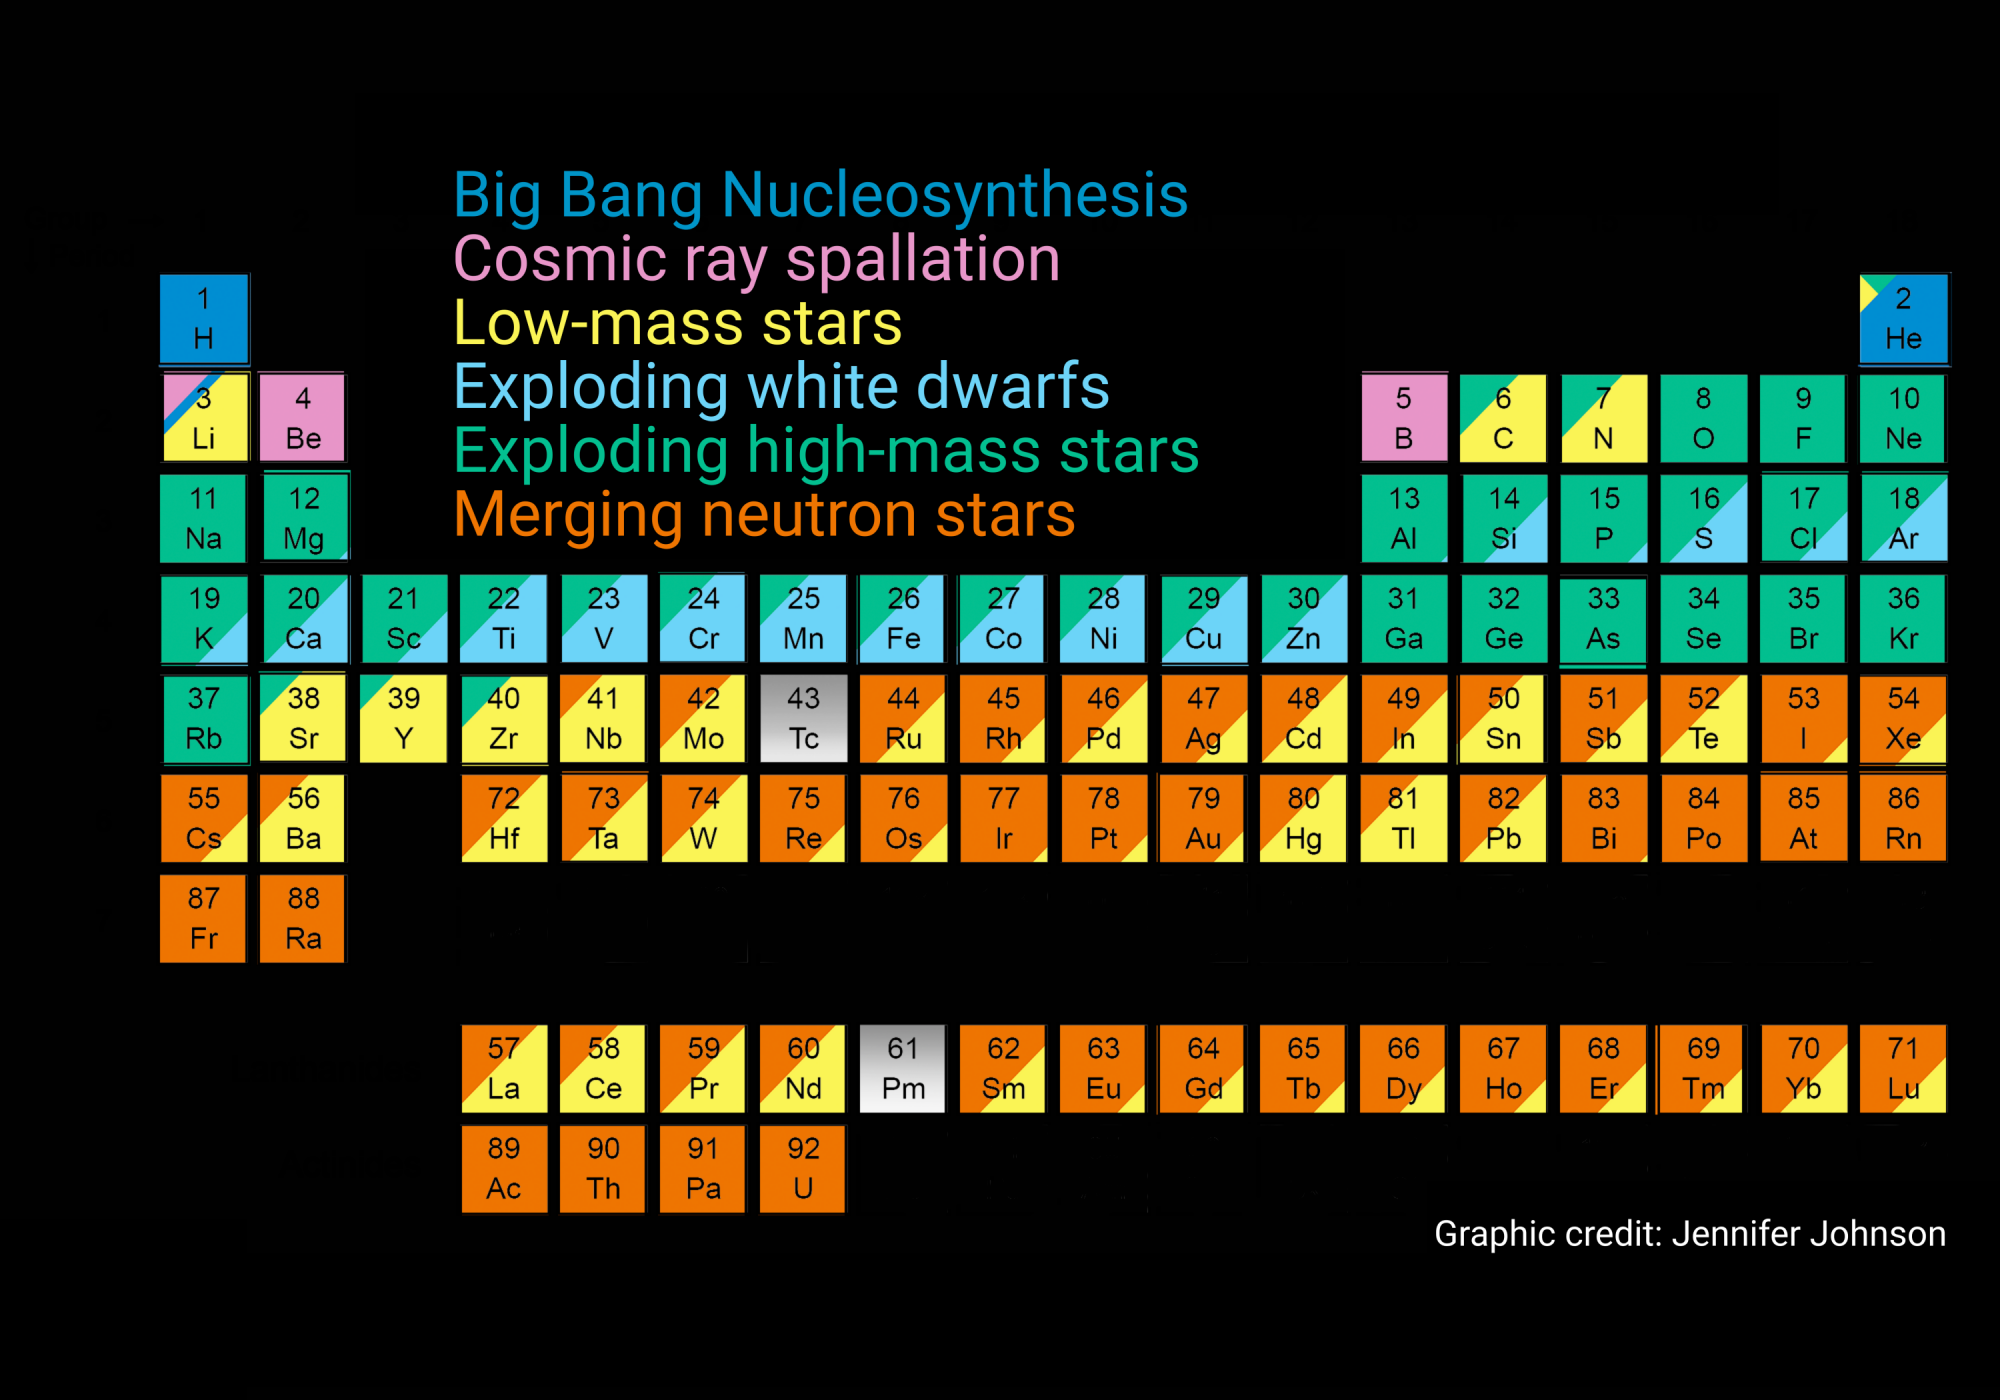 Big Bang Nucleosynthesis
Cosmic ray spallation
Low-mass stars
Exploding white dwarfs
Exploding high-mass stars
Merging neutron stars
1 2
H He
3 4 5 6 7 8 9 10
Li Be B C N O F Ne
11 12 13 14 15 16 17 18
Na Mg Al Si P S Cl Ar
19 20 21 22 23 24 25 26 27 28 29 30 31 32 33 34 35 36
K Ca Sc Ti V Cr Mn Fe Co Ni Cu Zn Ga Ge As Se Br Kr
37 38 39 40 41 42 43 44 45 46 47 48 49 50 51 52 53 54
Rb Sr Y Zr Nb Mo Tc Ru Rh Pd Ag Cd In Sn Sb Te I Xe
55 56 72 73 74 75 76 77 78 79 80 81 82 83 84 85 86
Cs Ba Hf Ta W Re Os Ir Pt Au Hg Tl Pb Bi Po At Rn
87 88
Fr Ra
57 58 59 60 61 62 63 64 65 66 67 68 69 70 71
La Ce Pr Nd Pm Sm Eu Gd Tb Dy Ho Er Tm Yb Lu
89 90 91 92
Ac Th Pa U
Graphic credit: Jennifer Johnson